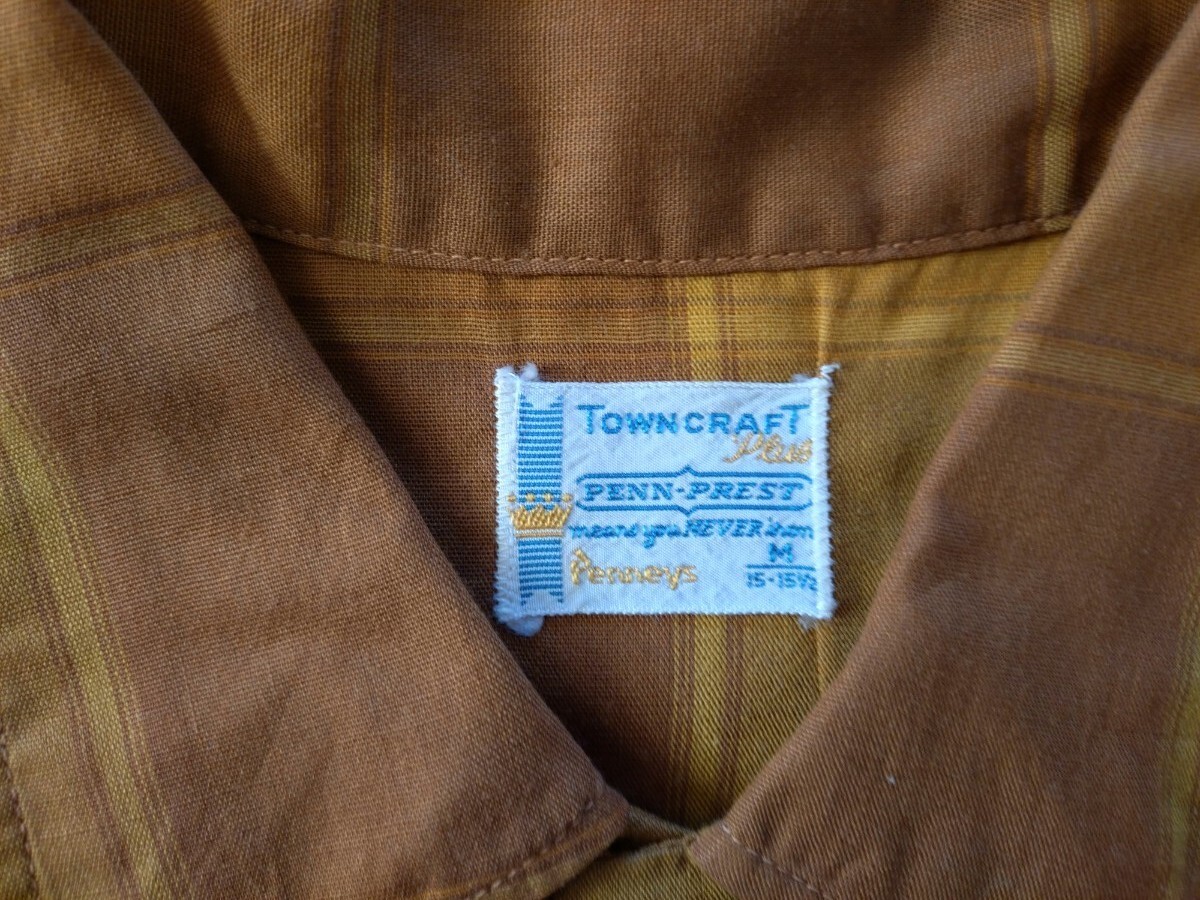 TOWNCRAFT
Plus
PENN-PREST
means you NEVER iron
M
Penneys
15-15½